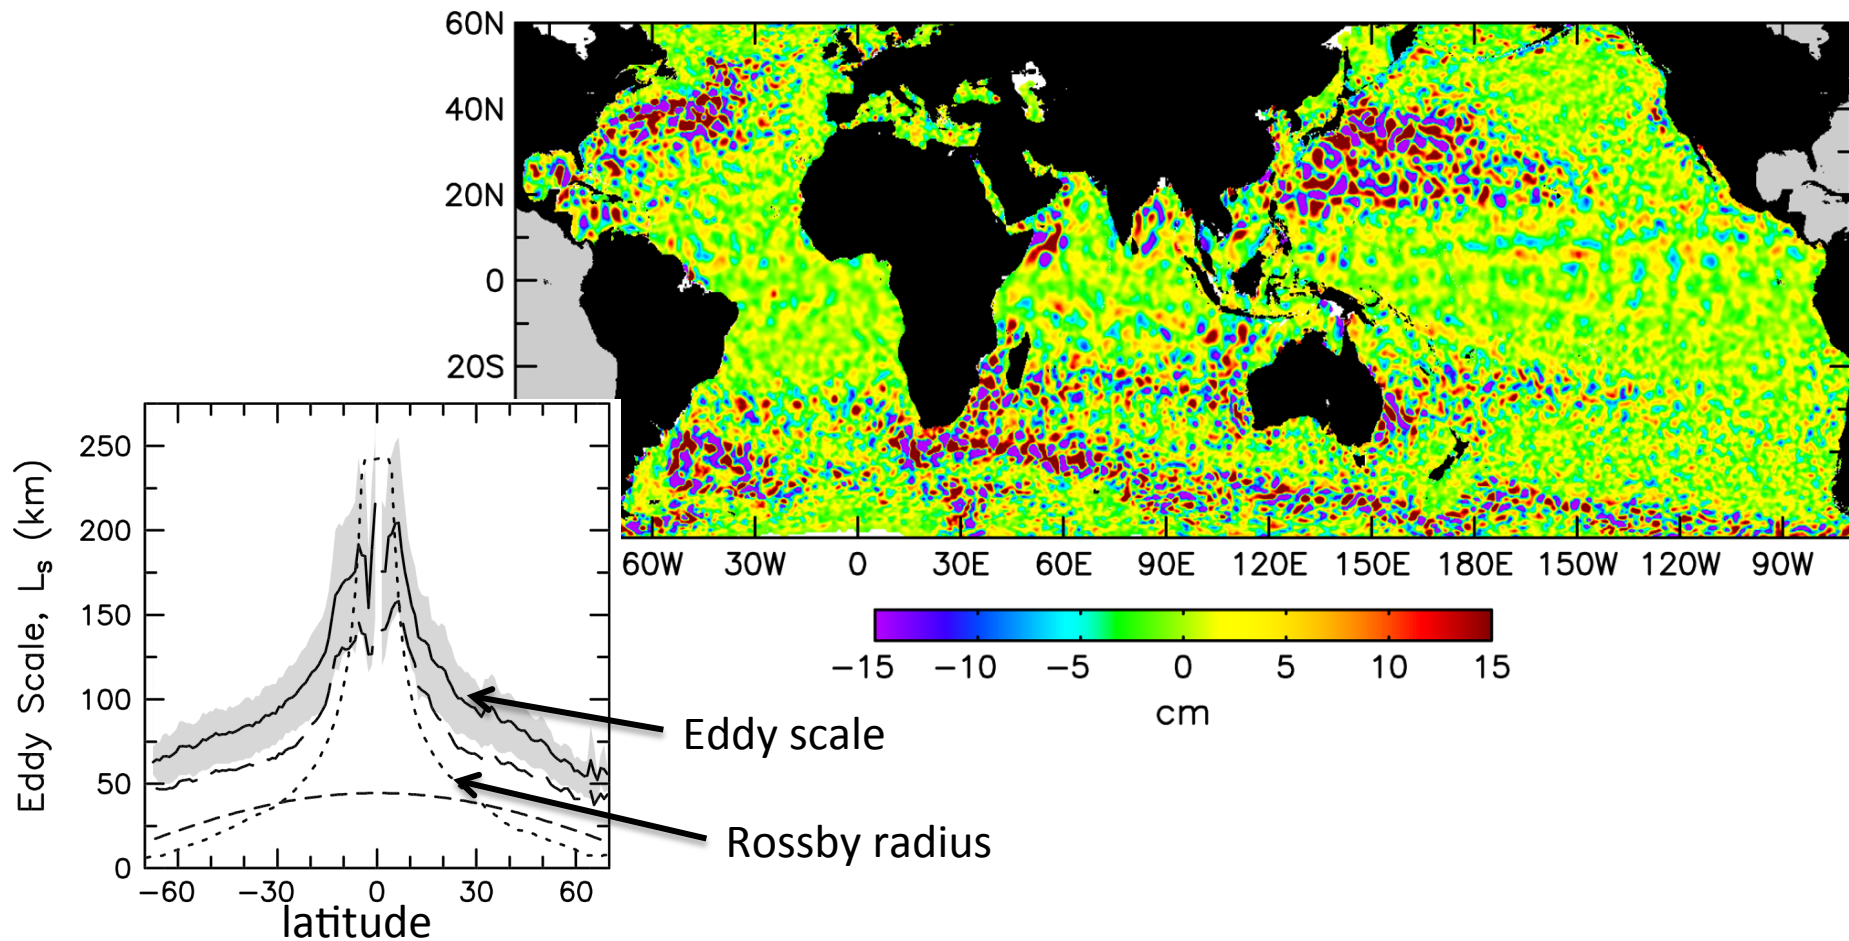 60N
40N
20N
0
20S
60W 30W 0 30E 60E 90E 120E 150E 180E 150W 120W 90W
−15 −10 −5 0 5 10 15
cm
Eddy Scale, Ls (km)
250
200
150
100
50
0
−60 −30 0 30 60
latitude
Eddy scale
Rossby radius